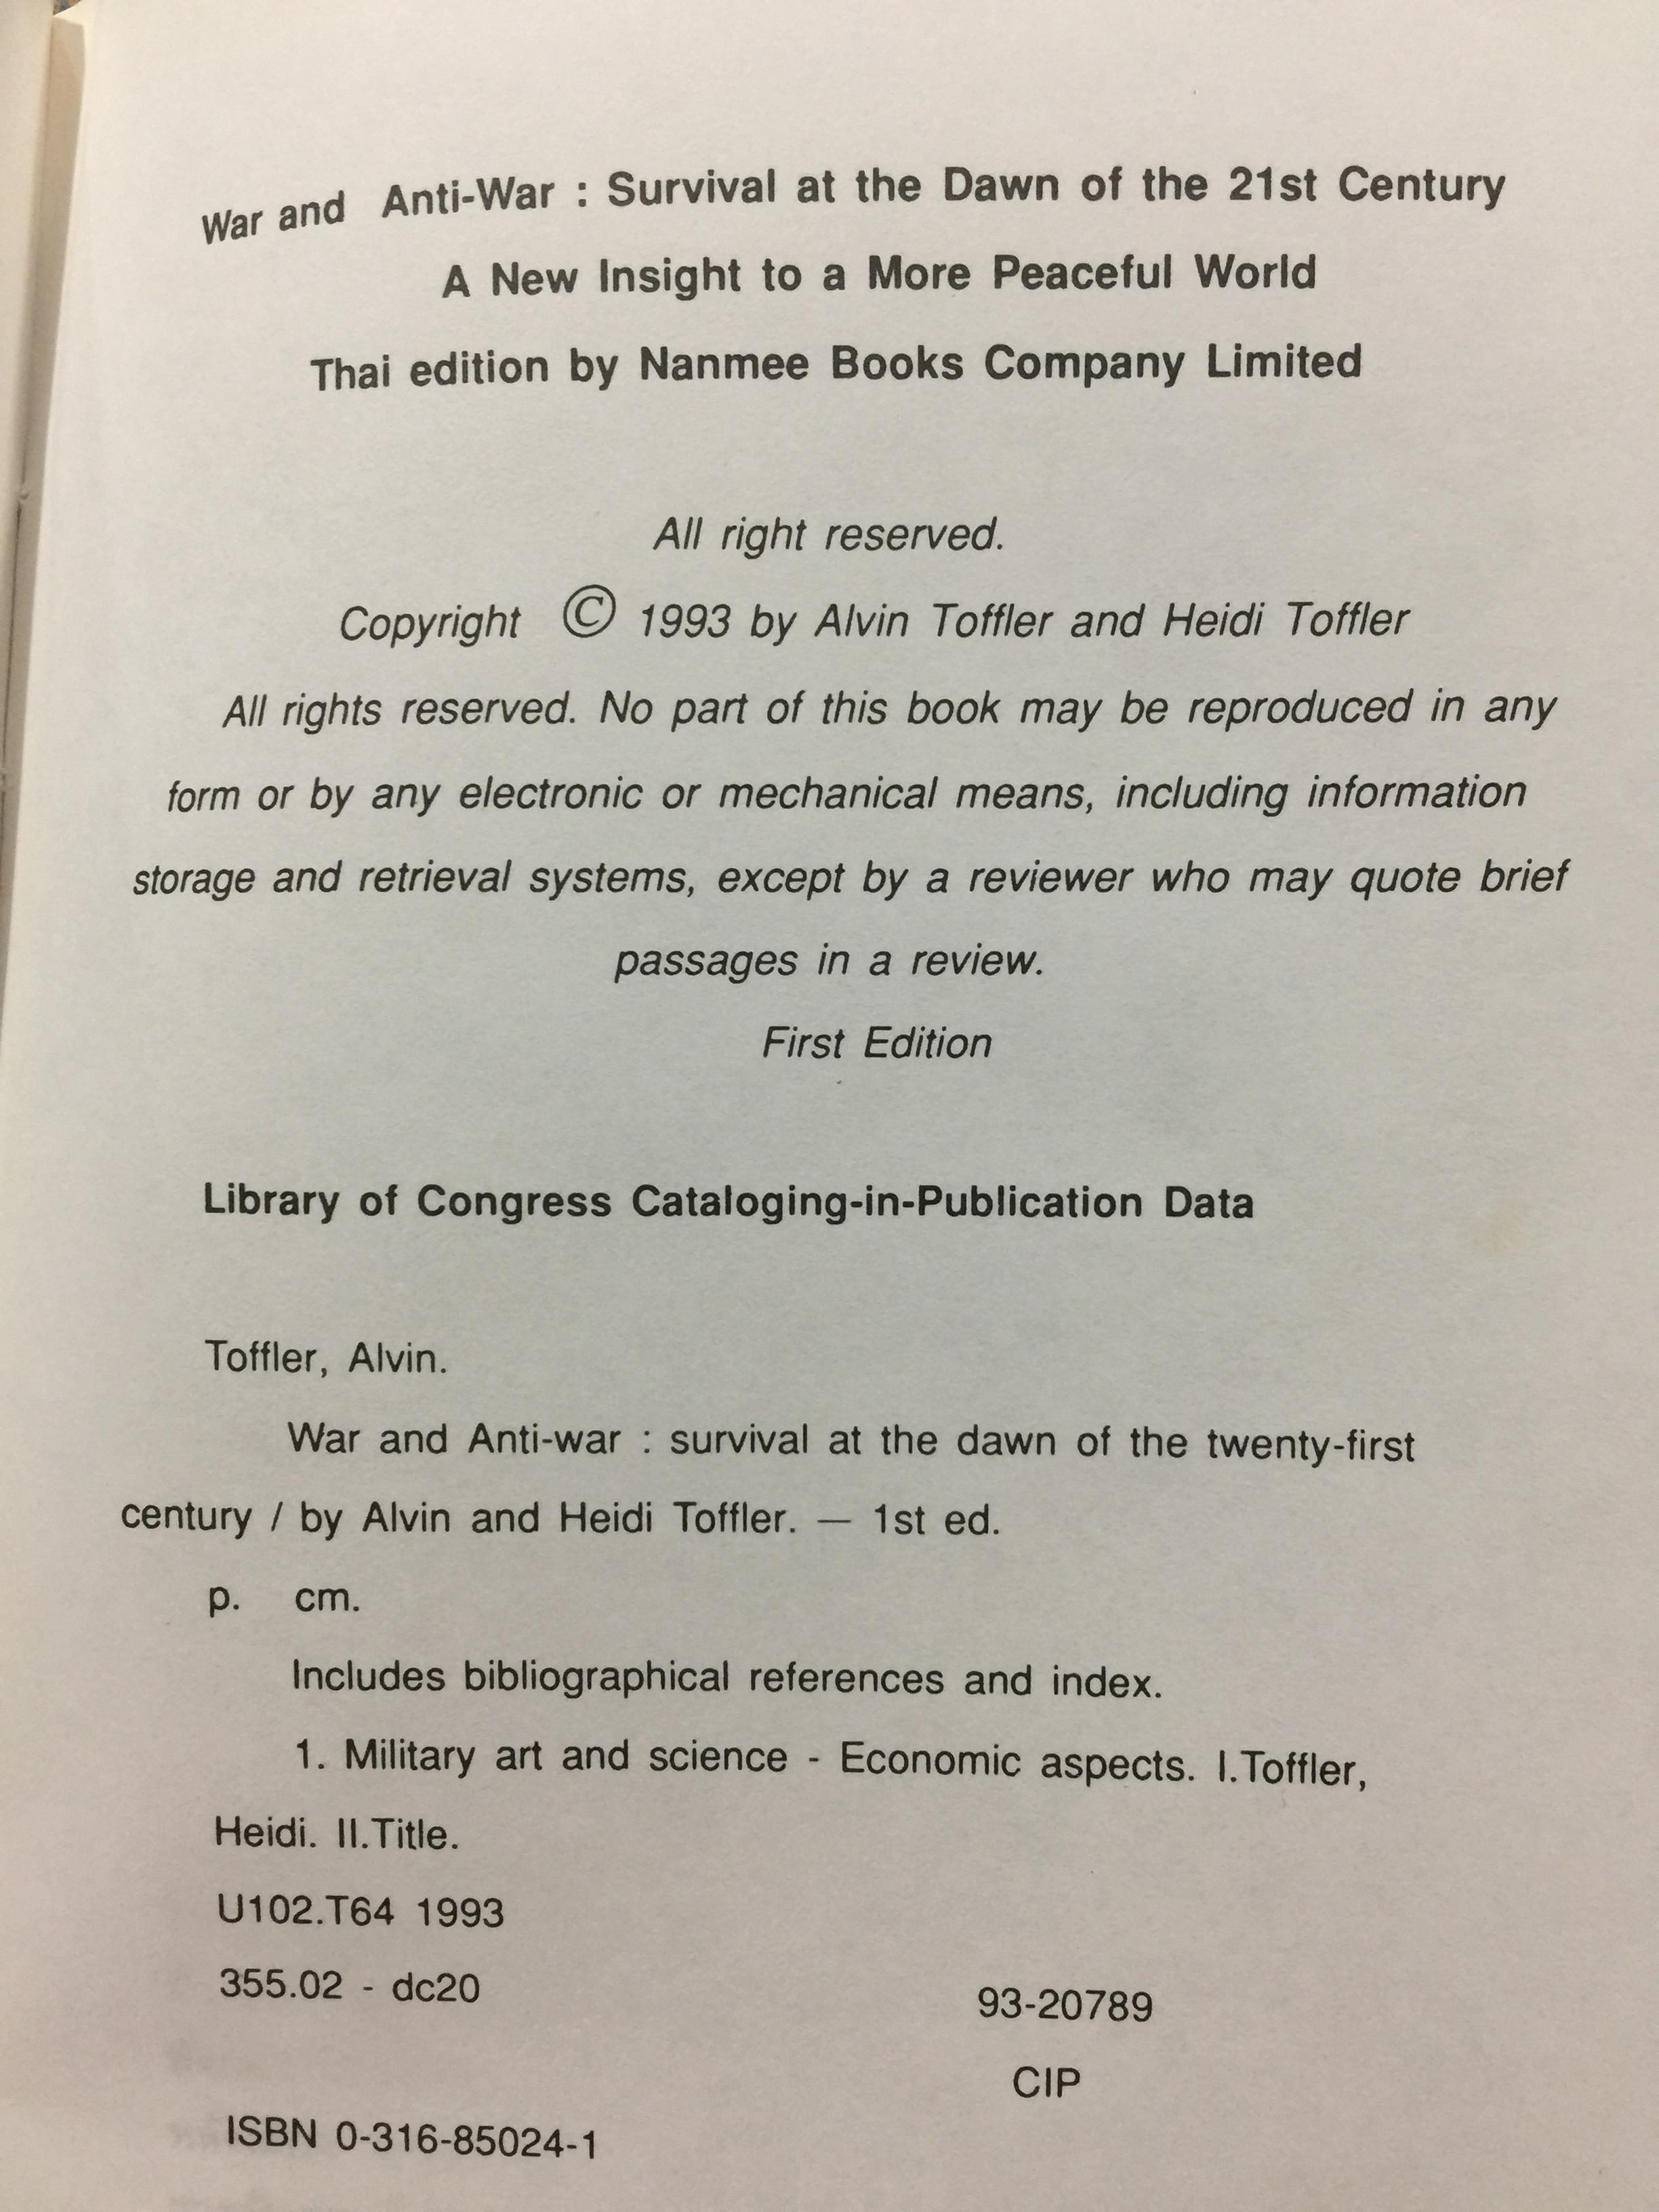 War and Anti-War : Survival at the Dawn of the 21st Century
A New Insight to a More Peaceful World
Thai edition by Nanmee Books Company Limited
All right reserved.
Copyright © 1993 by Alvin Toffler and Heidi Toffler
All rights reserved. No part of this book may be reproduced in any
form or by any electronic or mechanical means, including information
storage and retrieval systems, except by a reviewer who may quote brief
passages in a review.
First Edition
Library of Congress Cataloging-in-Publication Data
Toffler, Alvin.
War and Anti-war : survival at the dawn of the twenty-first
century / by Alvin and Heidi Toffler. — 1st ed.
p. cm.
Includes bibliographical references and index.
1. Military art and science - Economic aspects. I.Toffler,
Heidi. II.Title.
U102.T64 1993
355.02 - dc20
93-20789
CIP
ISBN 0-316-85024-1